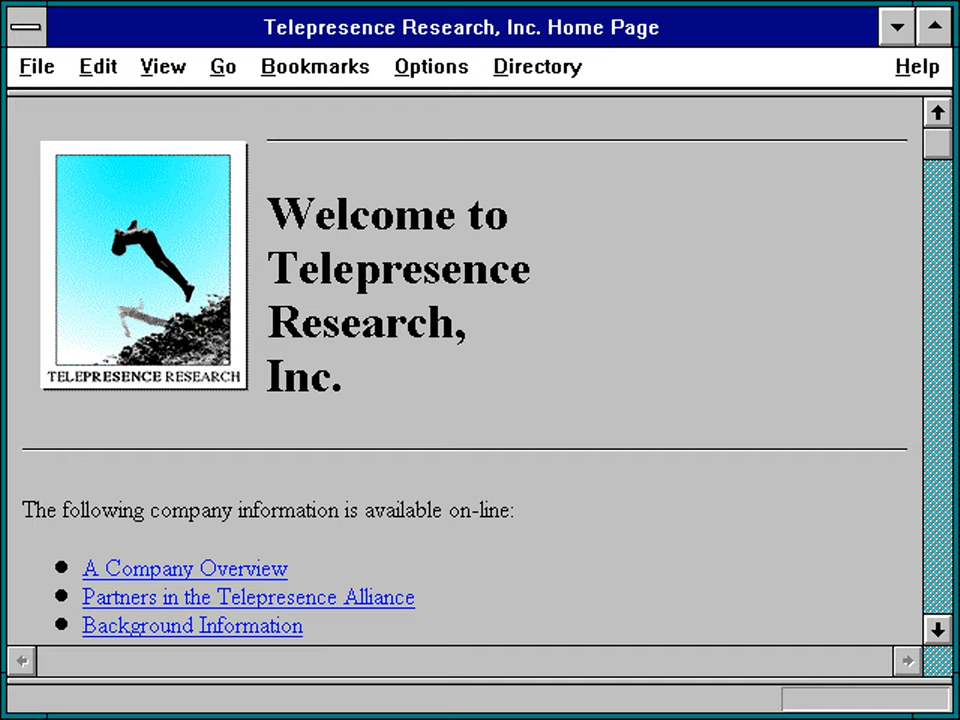 Telepresence Research, Inc. Home Page
File Edit View Go Bookmarks Options Directory Help
Welcome to
Telepresence
Research,
Inc.
TELEPRESENCE RESEARCH
The following company information is available on-line:
A Company Overview
Partners in the Telepresence Alliance
Background Information